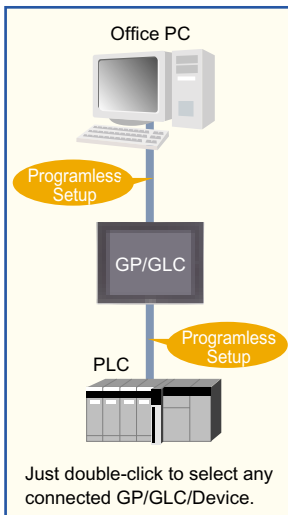 Office PC
Programless
Setup
GP/GLC
Programless
Setup
PLC
Just double-click to select any
connected GP/GLC/Device.